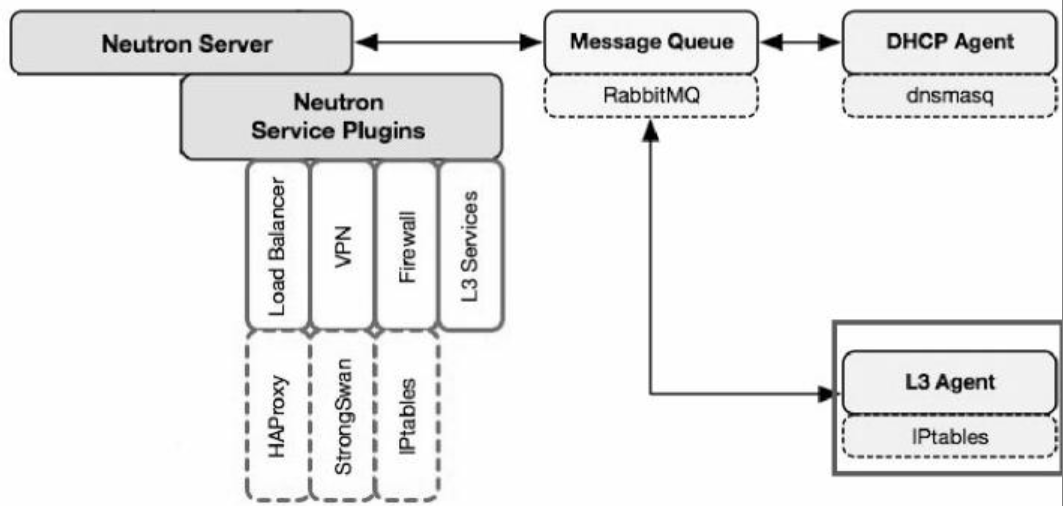 Neutron Server
Message Queue
DHCP Agent
RabbitMQ
dnsmasq
Neutron
Service Plugins
Load Balancer
VPN
Firewall
L3 Services
HAProxy
StrongSwan
IPtables
L3 Agent
IPtables